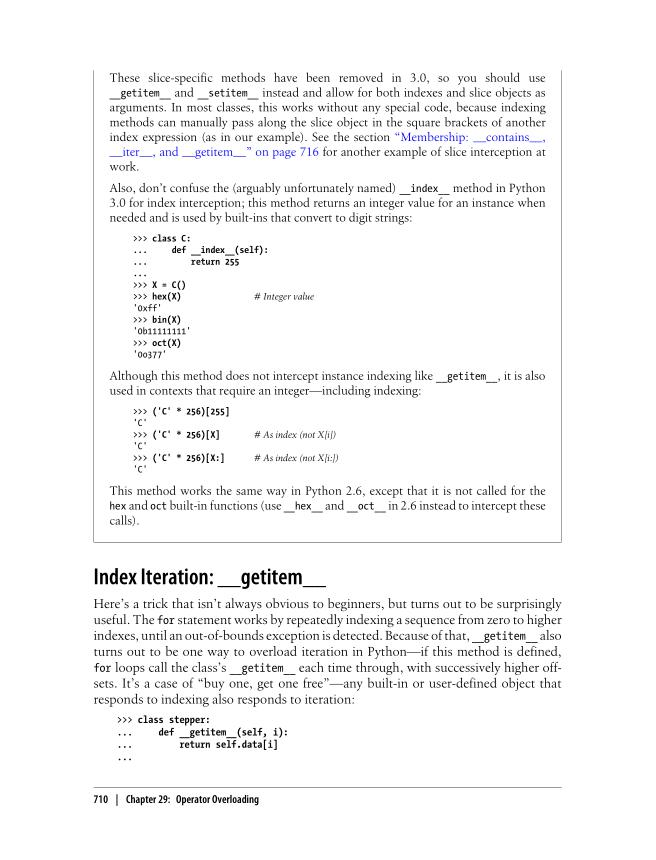 These slice-specific methods have been removed in 3.0, so you should use
__getitem__ and __setitem__ instead and allow for both indexes and slice objects as
arguments. In most classes, this works without any special code, because indexing
methods can manually pass along the slice object in the square brackets of another
index expression (as in our example). See the section “Membership: __contains__,
__iter__, and __getitem__” on page 716 for another example of slice interception at
work.
Also, don’t confuse the (arguably unfortunately named) __index__ method in Python
3.0 for index interception; this method returns an integer value for an instance when
needed and is used by built-ins that convert to digit strings:
>>> class C:
...     def __index__(self):
...         return 255
...
>>> X = C()
>>> hex(X)               # Integer value
'0xff'
>>> bin(X)
'0b11111111'
>>> oct(X)
'0o377'
Although this method does not intercept instance indexing like __getitem__, it is also
used in contexts that require an integer—including indexing:
>>> ('C' * 256)[255]
'C'
>>> ('C' * 256)[X]       # As index (not X[i])
'C'
>>> ('C' * 256)[X:]      # As index (not X[i:])
'C'
This method works the same way in Python 2.6, except that it is not called for the
hex and oct built-in functions (use __hex__ and __oct__ in 2.6 instead to intercept these
calls).
Index Iteration: __getitem__
Here’s a trick that isn’t always obvious to beginners, but turns out to be surprisingly
useful. The for statement works by repeatedly indexing a sequence from zero to higher
indexes, until an out-of-bounds exception is detected. Because of that, __getitem__ also
turns out to be one way to overload iteration in Python—if this method is defined,
for loops call the class’s __getitem__ each time through, with successively higher off-
sets. It’s a case of “buy one, get one free”—any built-in or user-defined object that
responds to indexing also responds to iteration:
>>> class stepper:
...     def __getitem__(self, i):
...         return self.data[i]
...
710 | Chapter 29: Operator Overloading